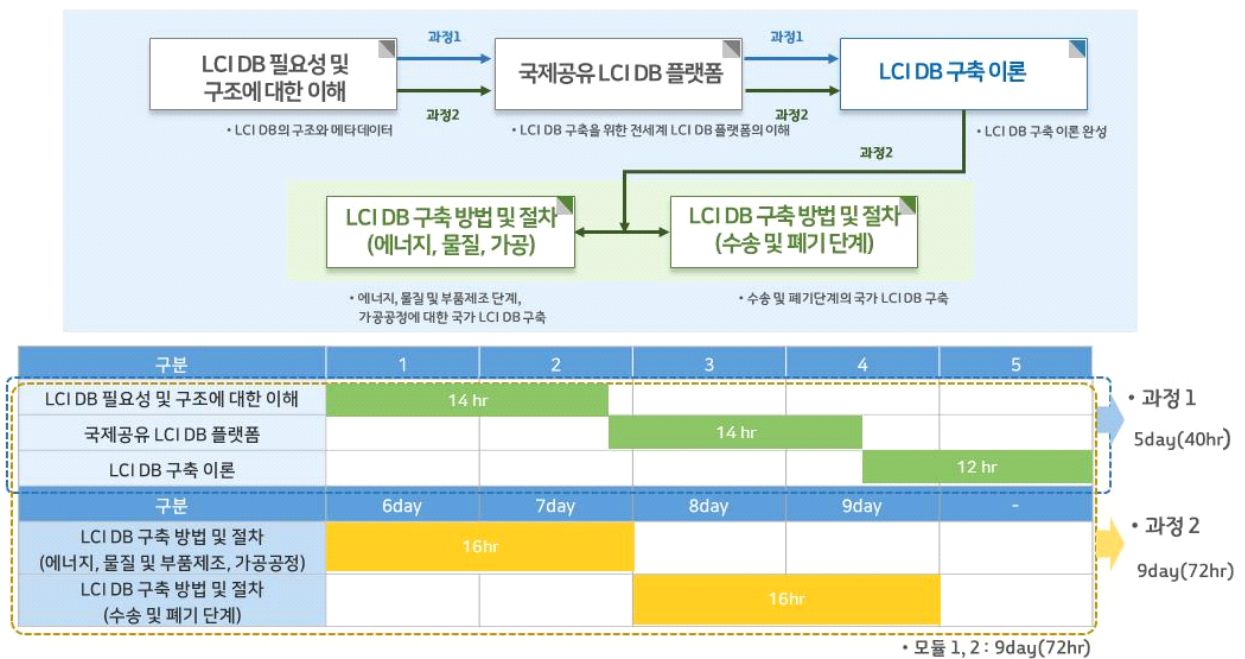 과정1
과정1
LCI DB 필요성 및
구조에 대한 이해
국제공유 LCI DB 플랫폼
LCI DB 구축 이론
과정2
과정2
• LCI DB의 구조와 메타데이터
• LCI DB 구축을 위한 전세계 LCI DB 플랫폼의 이해
• LCI DB 구축 이론 완성
과정2
LCI DB 구축 방법 및 절차
(에너지, 물질, 가공)
LCI DB 구축 방법 및 절차
(수송 및 폐기 단계)
• 에너지, 물질 및 부품제조 단계,
가공공정에 대한 국가 LCI DB 구축
• 수송 및 폐기단계의 국가 LCI DB 구축
구분 1 2 3 4 5
LCI DB 필요성 및 구조에 대한 이해 14 hr
국제공유 LCI DB 플랫폼 14 hr
LCI DB 구축 이론 12 hr
• 과정 1
5day(40hr)
구분 6day 7day 8day 9day -
LCI DB 구축 방법 및 절차
(에너지, 물질 및 부품제조, 가공공정)
16hr
LCI DB 구축 방법 및 절차
(수송 및 폐기 단계)
16hr
• 과정 2
9day(72hr)
• 모듈 1, 2 : 9day(72hr)